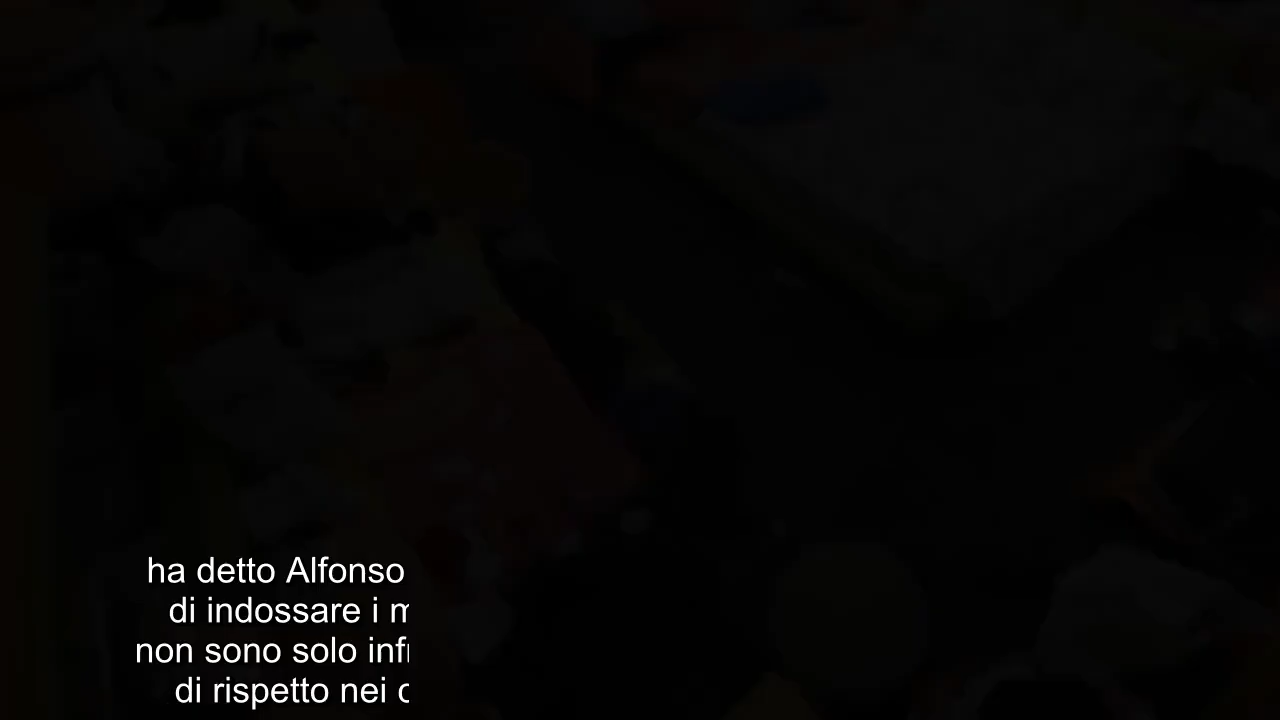 ha detto Alfonso
di indossare i
non sono solo
di rispetto nei